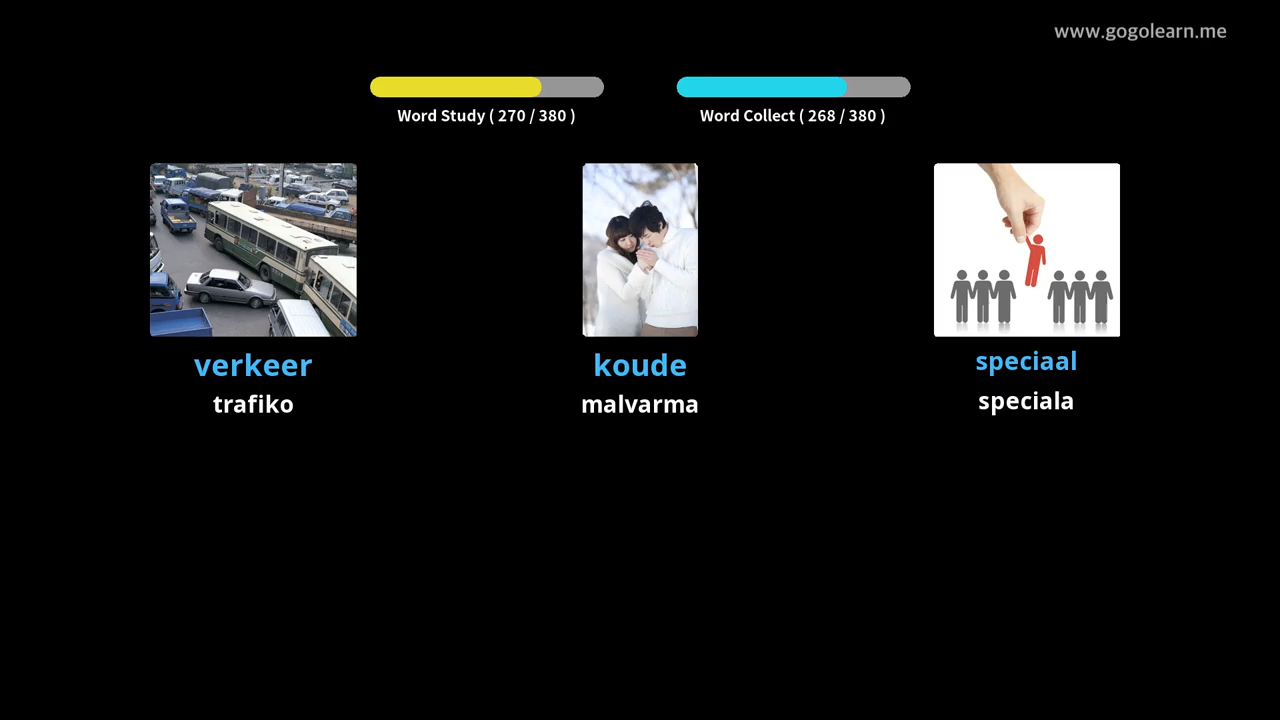 www.gogolearn.me
Word Study ( 270 / 380 )
Word Collect ( 268 / 380 )
verkeer
trafiko
koude
malvarma
speciaal
speciala